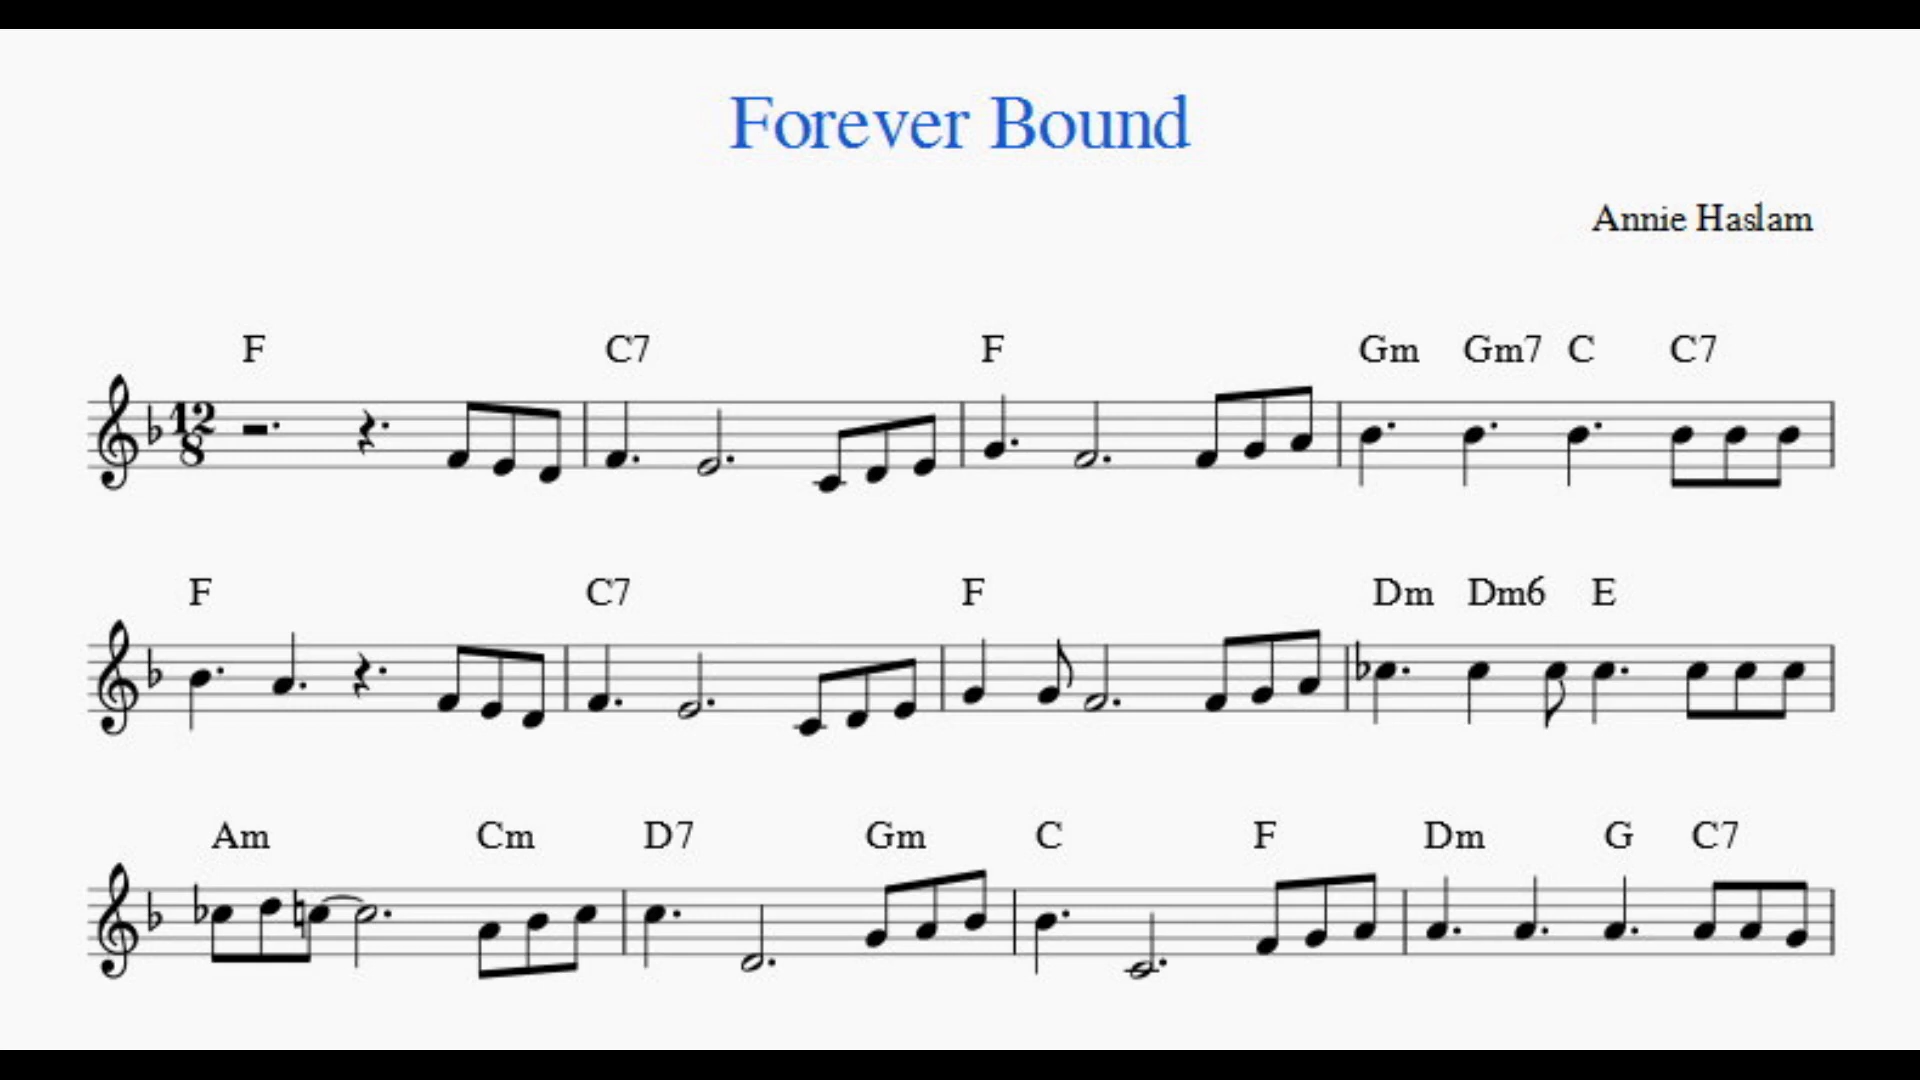 Forever Bound
Annie Haslam
F C7 F Gm Gm7 C C7
12
8
F C7 F Dm Dm6 E
Am Cm D7 Gm C F Dm G C7